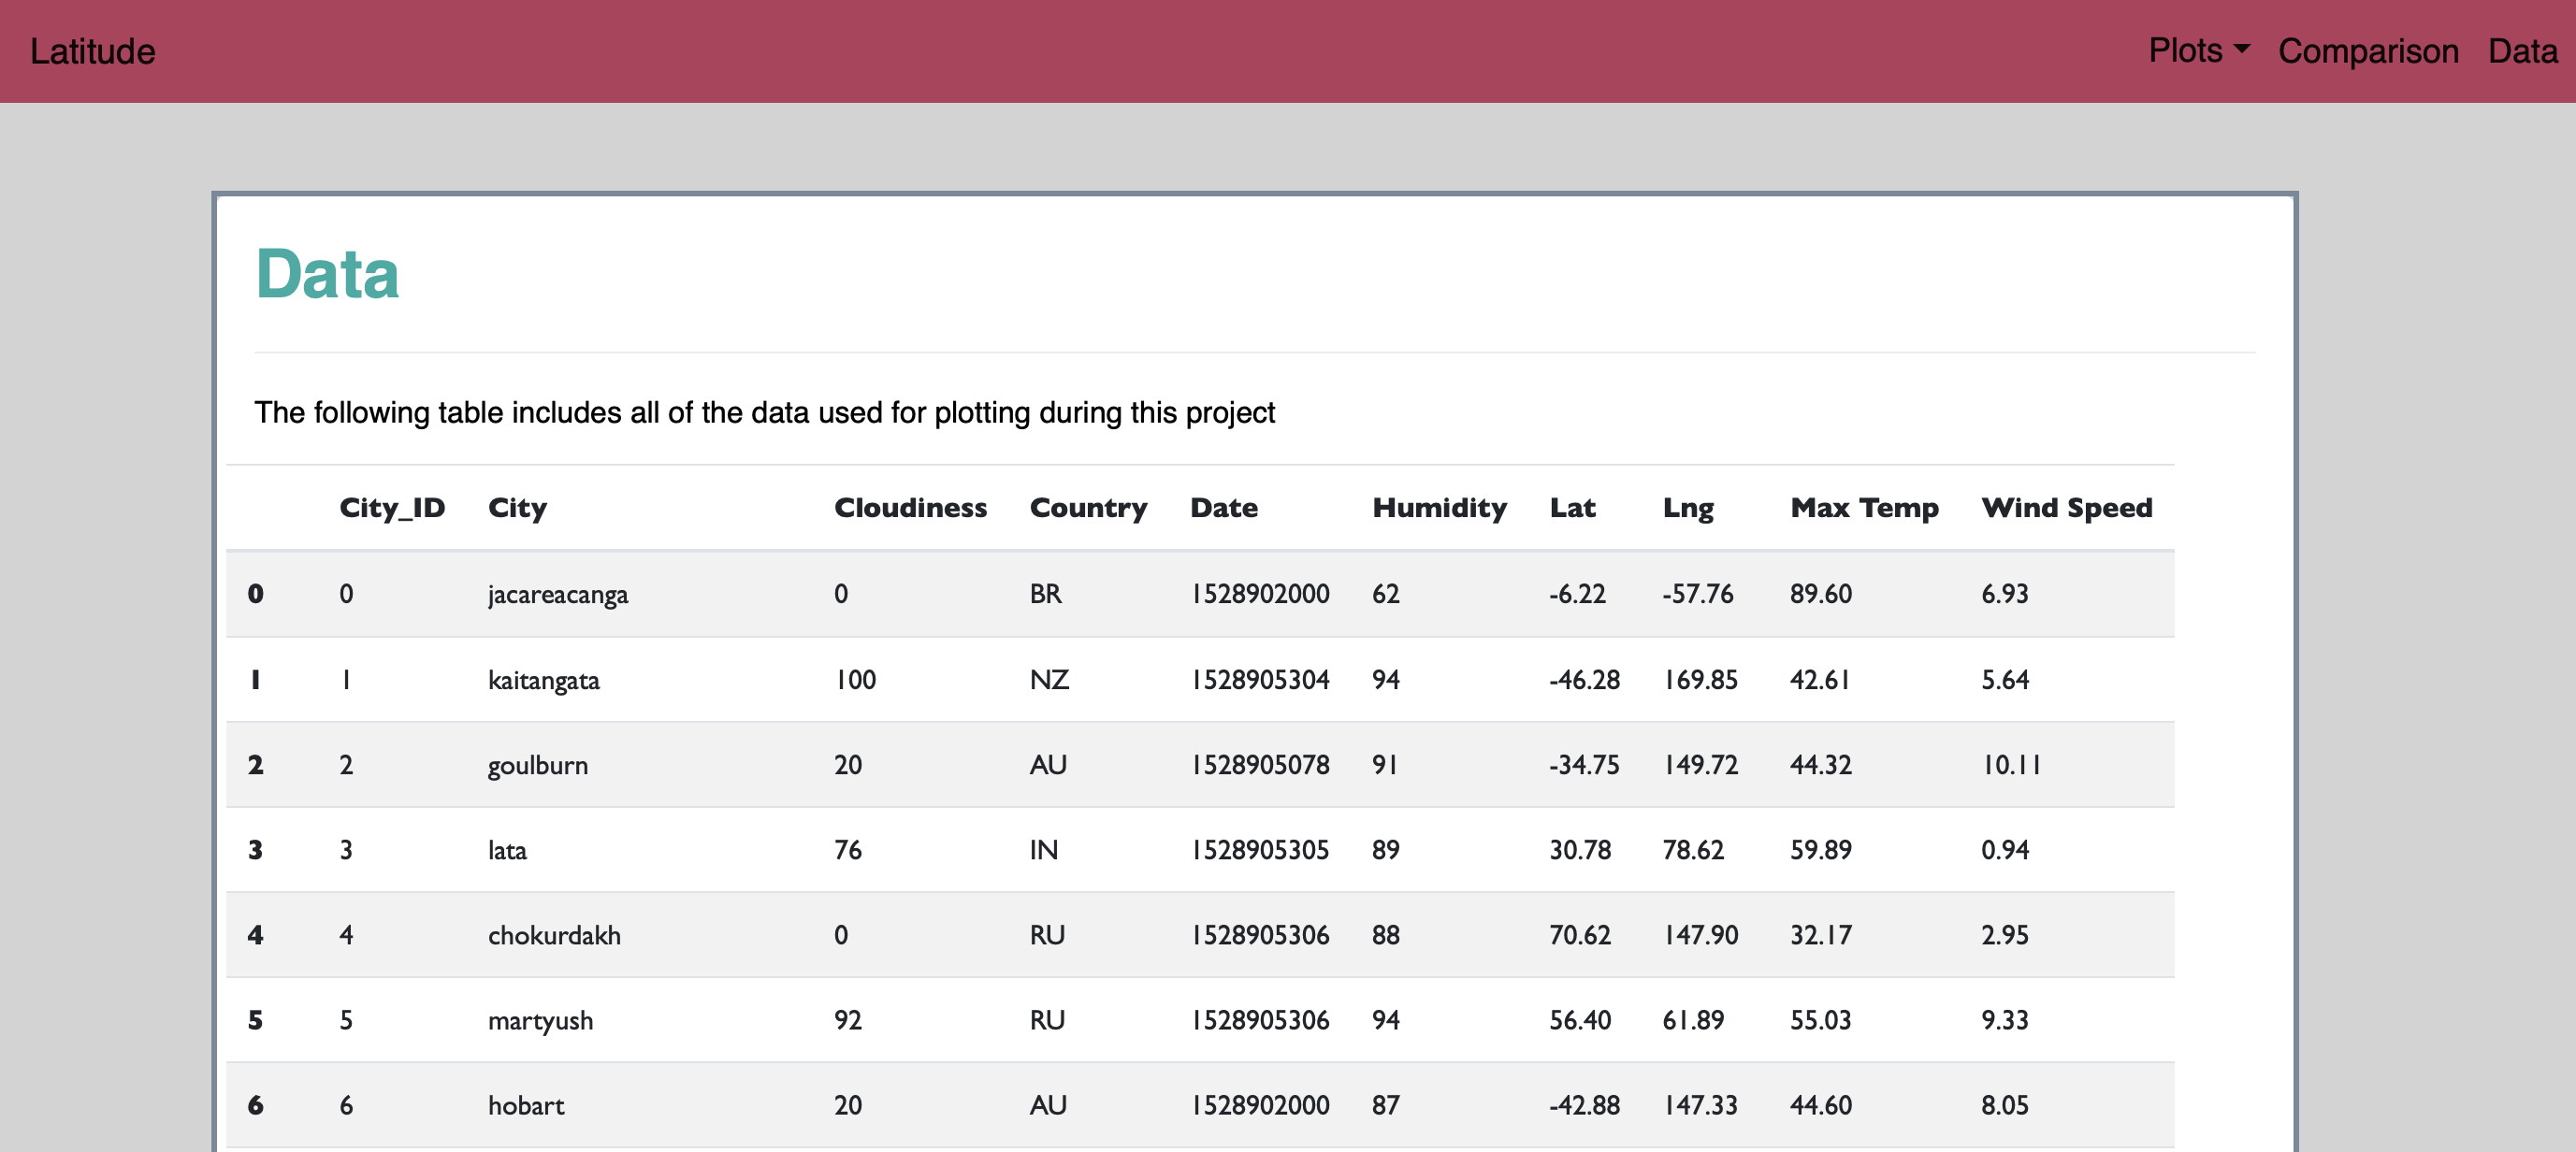 Latitude Plots Comparison Data
Data
The following table includes all of the data used for plotting during this project
City_ID City Cloudiness Country Date Humidity Lat Lng Max Temp Wind Speed
0 0 jacareacanga 0 BR 1528902000 62 -6.22 -57.76 89.60 6.93
1 1 kaitangata 100 NZ 1528905304 94 -46.28 169.85 42.61 5.64
2 2 goulburn 20 AU 1528905078 91 -34.75 149.72 44.32 10.11
3 3 lata 76 IN 1528905305 89 30.78 78.62 59.89 0.94
4 4 chokurdakh 0 RU 1528905306 88 70.62 147.90 32.17 2.95
5 5 martyush 92 RU 1528905306 94 56.40 61.89 55.03 9.33
6 6 hobart 20 AU 1528902000 87 -42.88 147.33 44.60 8.05